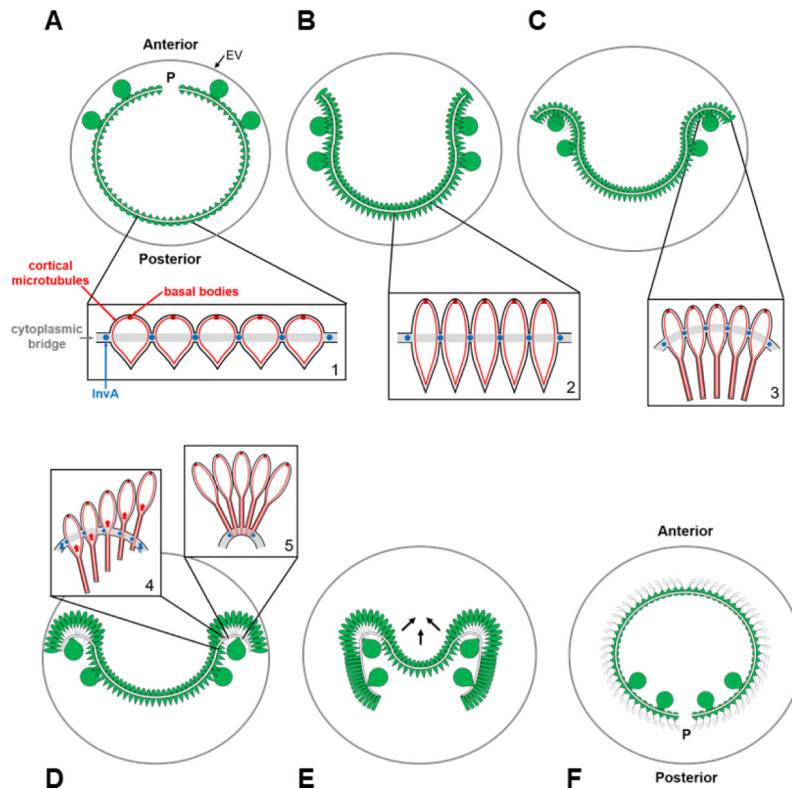 A
B
C
Anterior
EV
P
Posterior
cortical
microtubules
basal bodies
cytoplasmic
bridge
InvA
1
2
3
4
5
Anterior
P
D
E
F
Posterior